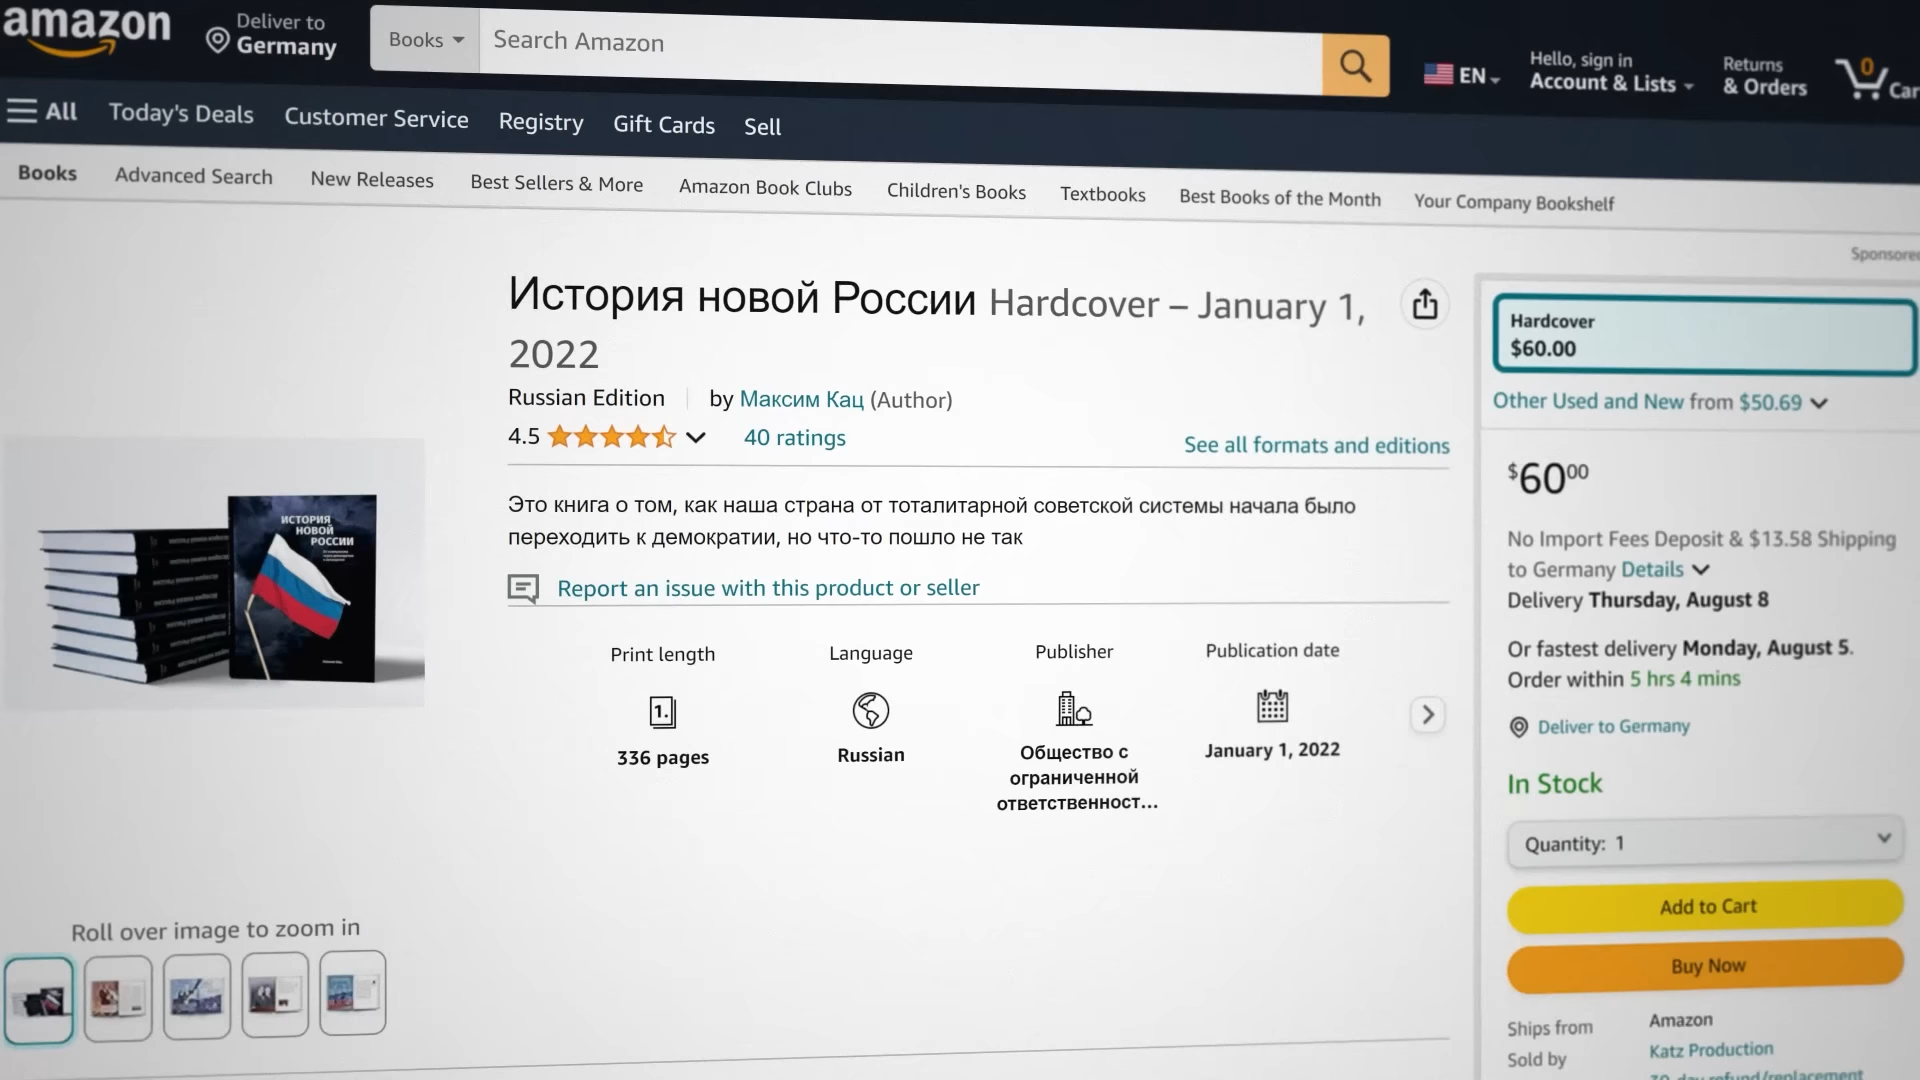 amazon
Deliver to
Germany
Books
Search Amazon
EN
Hello, sign in
Account & Lists
Returns
& Orders
0
Car
All
Today's Deals
Customer Service
Registry
Gift Cards
Sell
Books
Advanced Search
New Releases
Best Sellers & More
Amazon Book Clubs
Children's Books
Textbooks
Best Books of the Month
Your Company Bookshelf
Sponsored
История новой России Hardcover – January 1,
2022
Russian Edition
by Максим Кац (Author)
4.5
40 ratings
See all formats and editions
Это книга о том, как наша страна от тоталитарной советской системы начала было
переходить к демократии, но что-то пошло не так
Report an issue with this product or seller
Print length
1.
336 pages
Language
Russian
Publisher
Общество с
ограниченной
ответственност...
Publication date
January 1, 2022
ИСТОРИЯ
НОВОЙ
РОССИИ
Roll over image to zoom in
Hardcover
$60.00
Other Used and New from $50.69
$60 00
No Import Fees Deposit & $13.58 Shipping
to Germany Details
Delivery Thursday, August 8
Or fastest delivery Monday, August 5.
Order within 5 hrs 4 mins
Deliver to Germany
In Stock
Quantity: 1
Add to Cart
Buy Now
Ships from
Amazon
Sold by
Katz Production
30-day refund/replacement